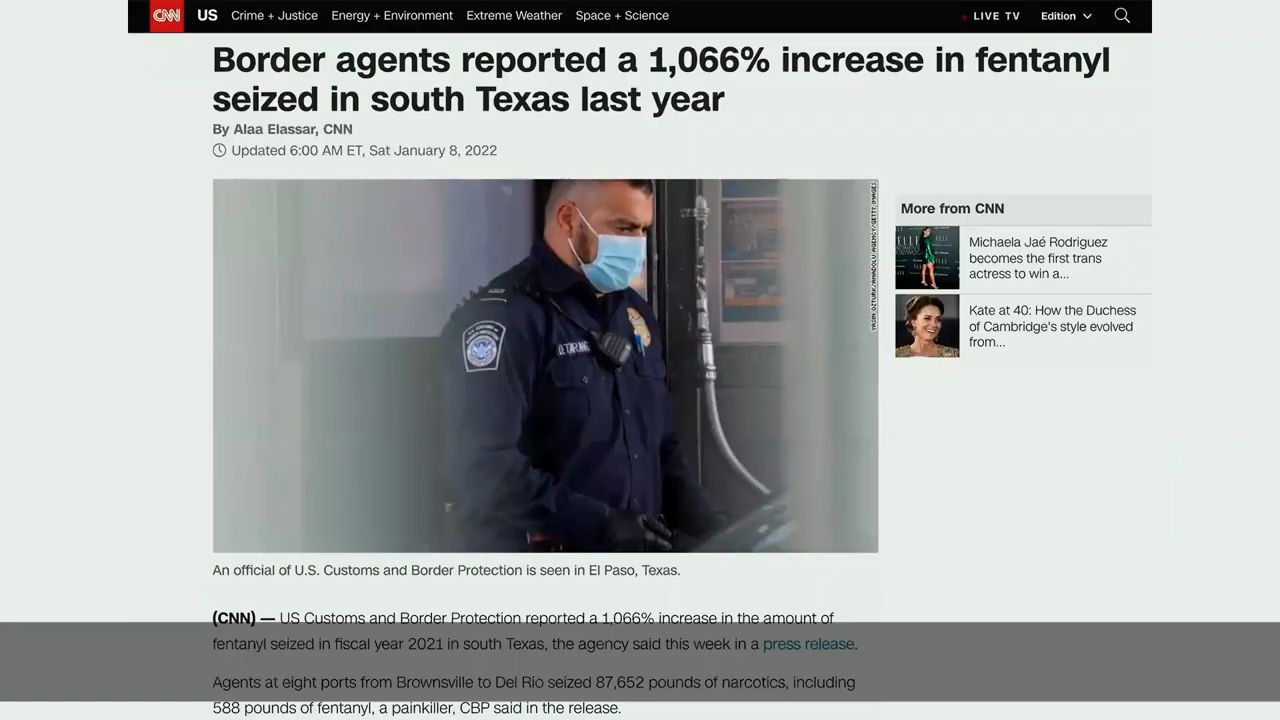 CNN US Crime + Justice Energy + Environment Extreme Weather Space + Science LIVE TV Edition
Border agents reported a 1,066% increase in fentanyl
seized in south Texas last year
By Alaa Elassar, CNN
Updated 6:00 AM ET, Sat January 8, 2022
YASIN OZTURK/ANADOLU AGENCY/GETTY IMAGES
More from CNN
Michaela Jaé Rodriguez
becomes the first trans
actress to win a...
Kate at 40: How the Duchess
of Cambridge's style evolved
from...
An official of U.S. Customs and Border Protection is seen in El Paso, Texas.
(CNN) — US Customs and Border Protection reported a 1,066% increase in the amount of
fentanyl seized in fiscal year 2021 in south Texas, the agency said this week in a press release.
Agents at eight ports from Brownsville to Del Rio seized 87,652 pounds of narcotics, including
588 pounds of fentanyl, a painkiller, CBP said in the release.